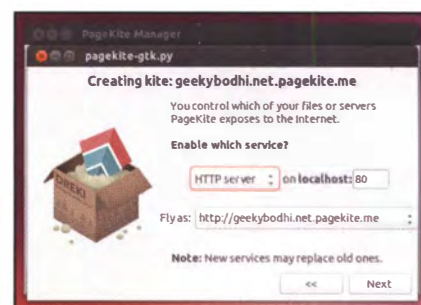 PageKite Manager
pagekite-gtk.py
Creating kite: geekybodhi.net.pagekite.me
You control which of your files or servers
PageKite exposes to the Internet.
Enable which service?
HTTP server on localhost: 80
Fly as: http://geekybodhi.net.pagekite.me
Note: New services may replace old ones.
<< Next